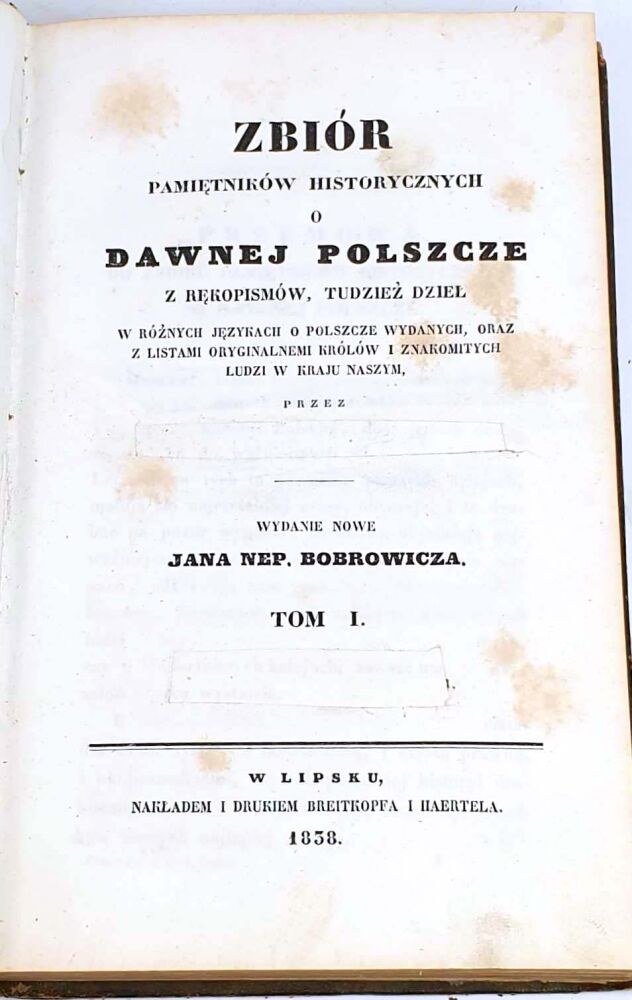 ZBIÓR
PAMIĘTNIKÓW HISTORYCZNYCH
O
DAWNEJ POLSZCZE
Z RĘKOPISMÓW, TUDZIEŻ DZIEŁ
W RÓŻNYCH JĘZYKACH O POLSZCZE WYDANYCH, ORAZ
Z LISTAMI ORYGINALNEMI KRÓLÓW I ZNAKOMITYCH
LUDZI W KRAJU NASZYM,
PRZEZ
WYDANIE NOWE
JANA NEP. BOBROWICZA.
TOM I.
W LIPSKU,
NAKŁADEM I DRUKIEM BREITKOPFA I HAERTELA.
1838.